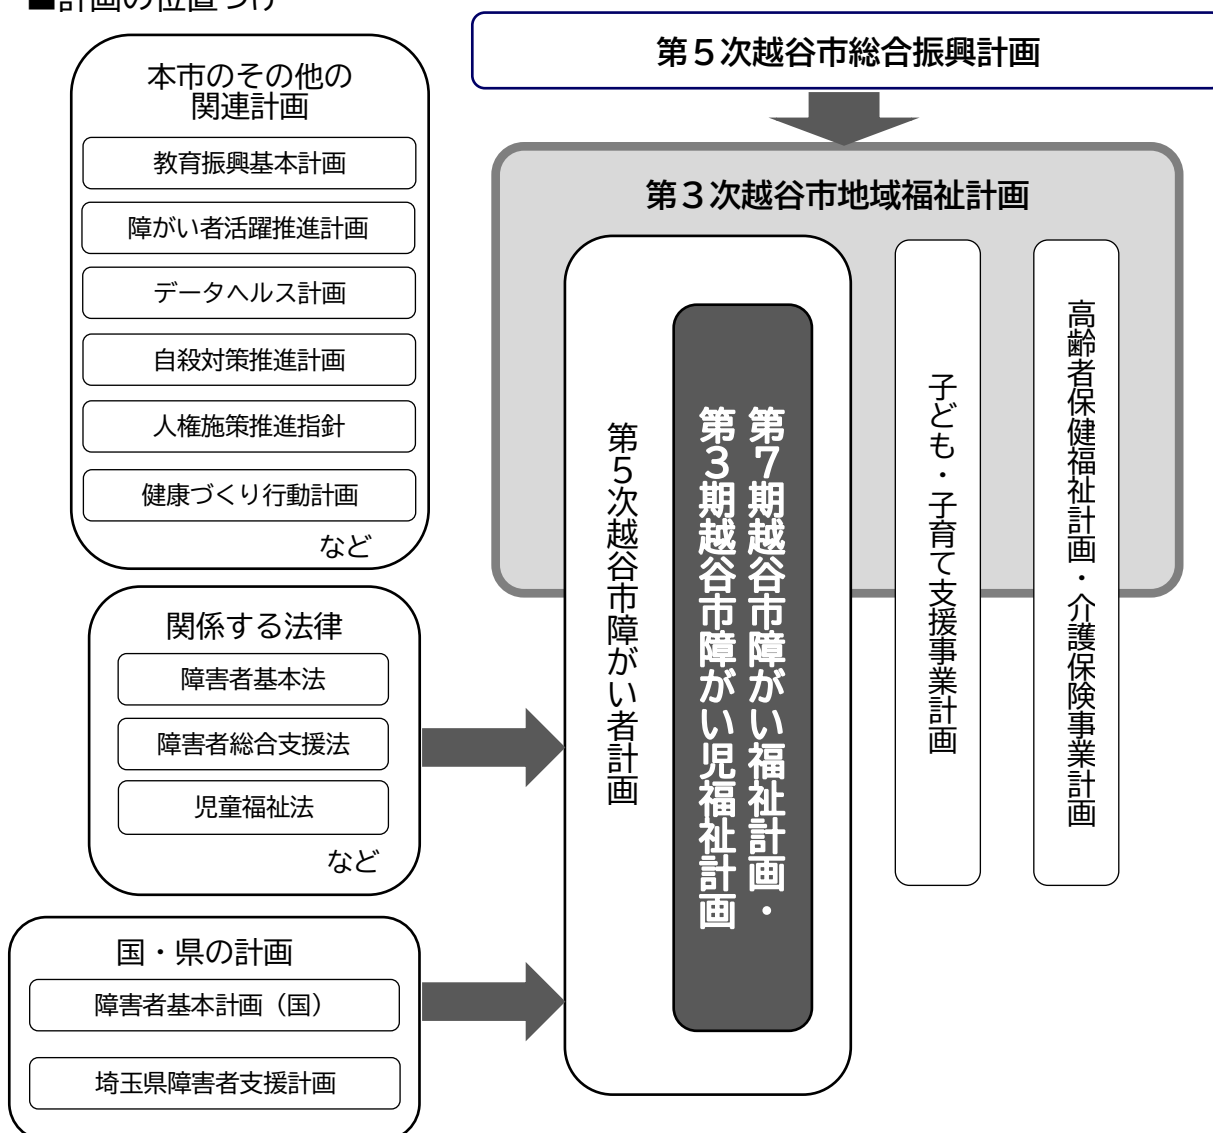 ■計画の位置づけ
本市のその他の
関連計画
教育振興基本計画
障がい者活躍推進計画
データヘルス計画
自殺対策推進計画
人権施策推進指針
健康づくり行動計画
など
関係する法律
障害者基本法
障害者総合支援法
児童福祉法
など
国・県の計画
障害者基本計画（国）
埼玉県障害者支援計画
第５次越谷市総合振興計画
第３次越谷市地域福祉計画
第５次越谷市障がい者計画
第７期越谷市障がい福祉計画・
第３期越谷市障がい児福祉計画
子ども・子育て支援事業計画
高齢者保健福祉計画・介護保険事業計画